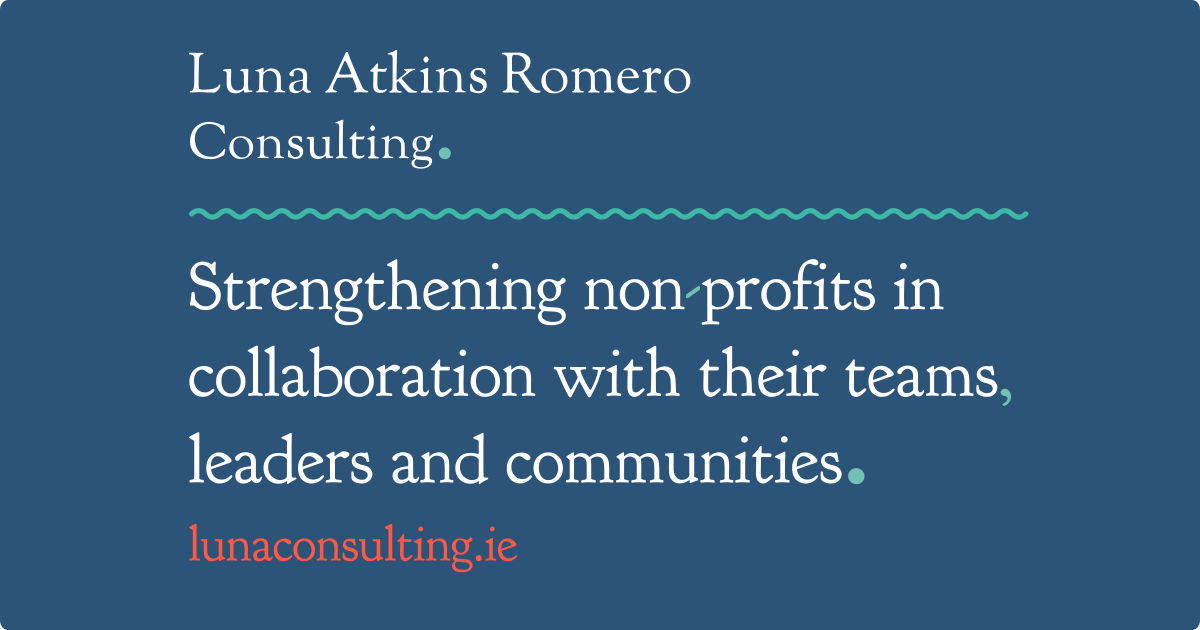 Luna Atkins Romero
Consulting.
Strengthening non-profits in
collaboration with their teams,
leaders and communities.
lunaconsulting.ie